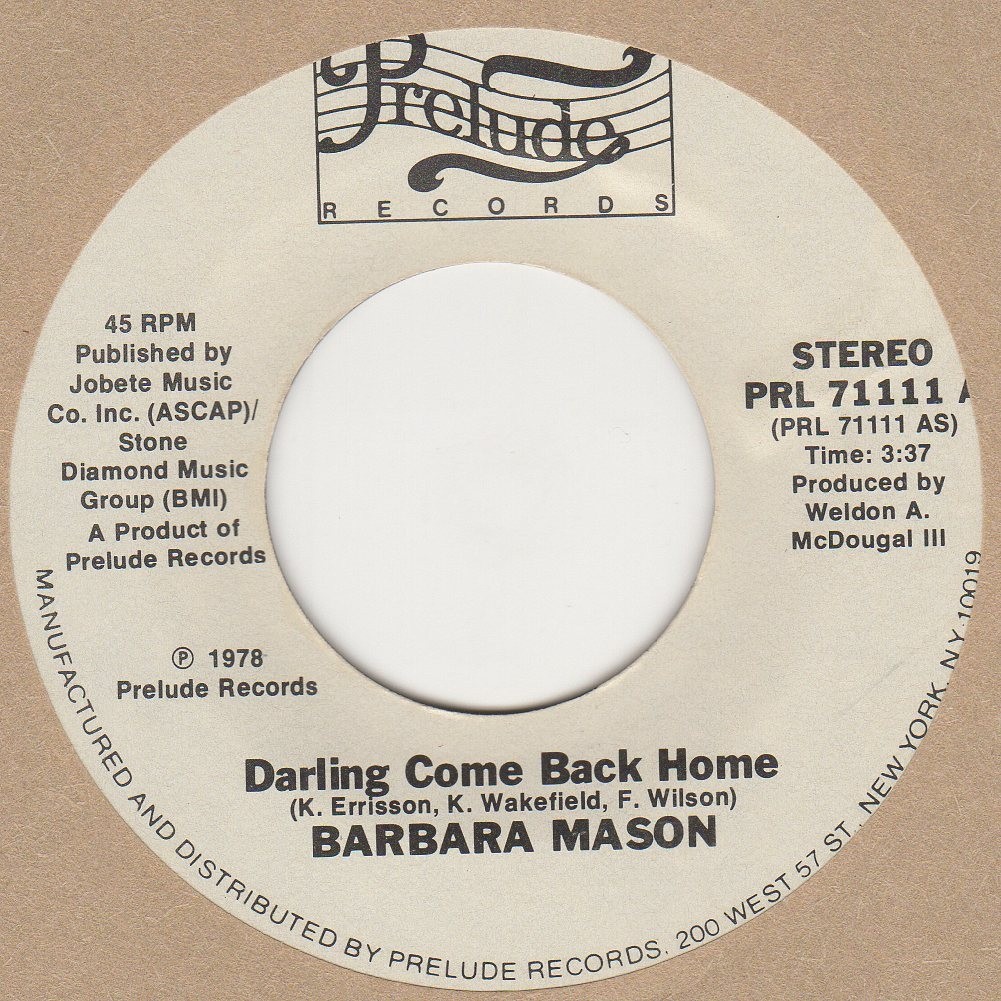 Prelude
RECORDS
45 RPM
Published by
Jobete Music
Co. Inc. (ASCAP)/
Stone
Diamond Music
Group (BMI)
A Product of
Prelude Records
℗ 1978
Prelude Records
STEREO
PRL 71111 A
(PRL 71111 AS)
Time: 3:37
Produced by
Weldon A.
McDougal III
Darling Come Back Home
(K. Errisson, K. Wakefield, F. Wilson)
BARBARA MASON
MANUFACTURED AND DISTRIBUTED BY PRELUDE RECORDS. 200 WEST 57 ST. NEW YORK. N.Y. 10019